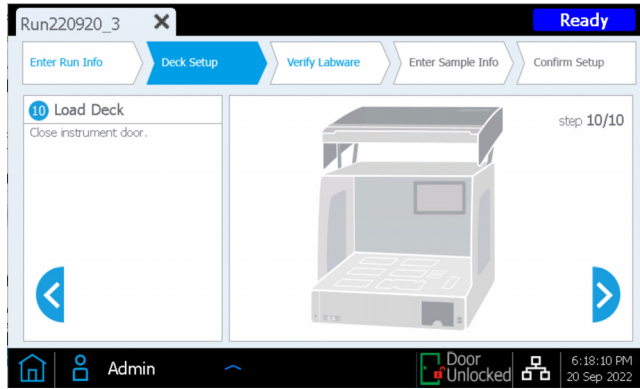 Run220920_3
Ready
Enter Run Info
Deck Setup
Verify Labware
Enter Sample Info
Confirm Setup
10 Load Deck
Close instrument door.
step 10/10
Admin
Door
Unlocked
6:18:10 PM
20 Sep 2022